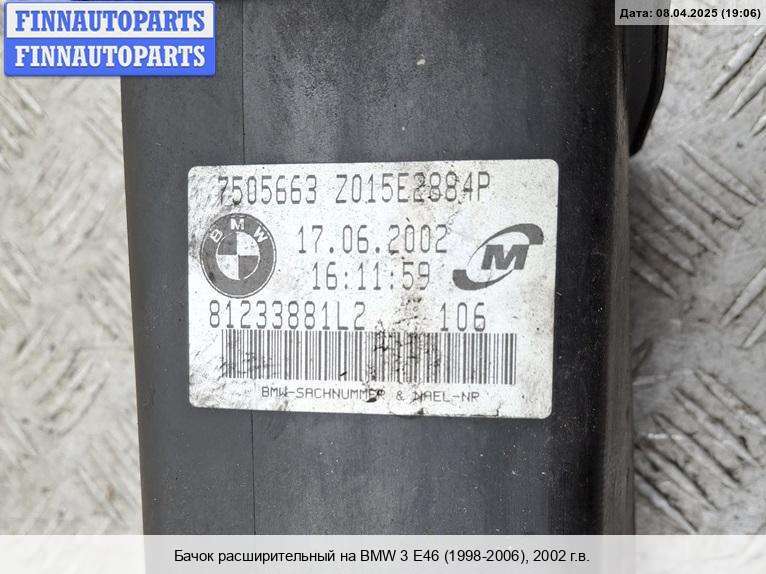 FINNAUTOPARTS
FINNAUTOPARTS
Дата: 08.04.2025 (19:06)
7505663 Z015E2884P
BMW
17.06.2002
M
16:11:59
81233881L2 106
BMW-SACHNUMMER & NAEL-NR
Бачок расширительный на BMW 3 E46 (1998-2006), 2002 г.в.